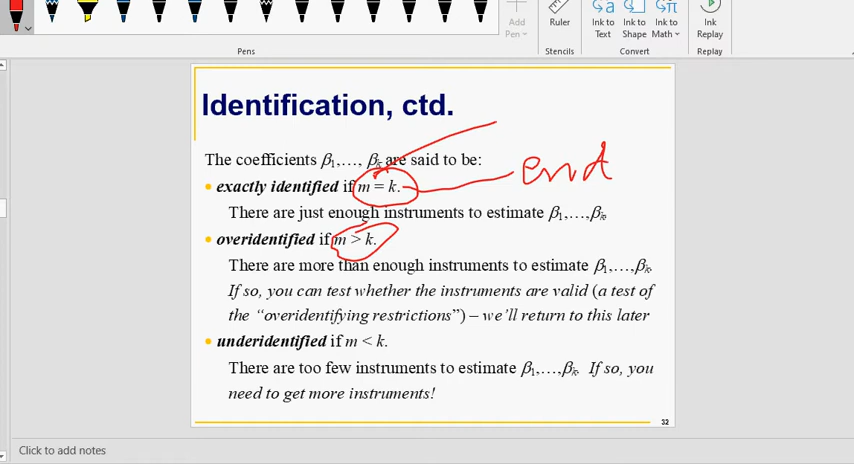 Add
Pen
Ruler
Ink to
Text
Ink to
Shape
Ink to
Math
Ink
Replay
Pens
Stencils
Convert
Replay
Identification, ctd.
The coefficients β1,…, βk are said to be:
• exactly identified if m = k.
end
There are just enough instruments to estimate β1,…,βk.
• overidentified if m > k.
There are more than enough instruments to estimate β1,…,βk.
If so, you can test whether the instruments are valid (a test of
the “overidentifying restrictions”) – we’ll return to this later
• underidentified if m < k.
There are too few instruments to estimate β1,…,βk. If so, you
need to get more instruments!
32
Click to add notes